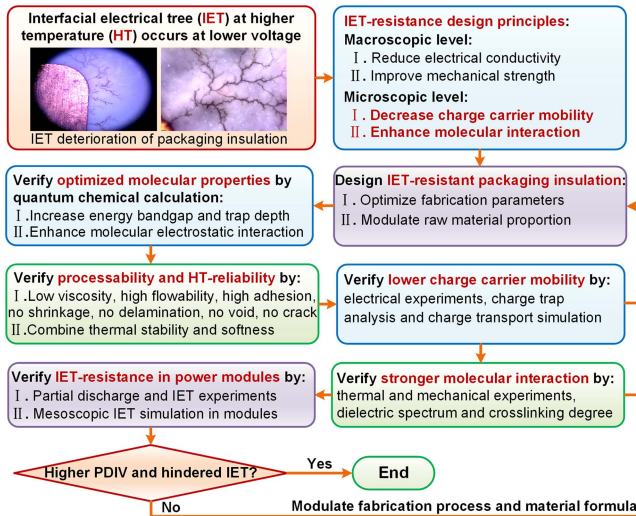 Interfacial electrical tree (IET) at higher
temperature (HT) occurs at lower voltage
IET deterioration of packaging insulation
IET-resistance design principles:
Macroscopic level:
Ⅰ. Reduce electrical conductivity
Ⅱ. Improve mechanical strength
Microscopic level:
Ⅰ. Decrease charge carrier mobility
Ⅱ. Enhance molecular interaction
Design IET-resistant packaging insulation:
Ⅰ. Optimize fabrication parameters
Ⅱ. Modulate raw material proportion
Verify optimized molecular properties by
quantum chemical calculation:
Ⅰ.Increase energy bandgap and trap depth
Ⅱ.Enhance molecular electrostatic interaction
Verify processability and HT-reliability by:
Ⅰ.Low viscosity, high flowability, high adhesion,
no shrinkage, no delamination, no void, no crack
Ⅱ.Combine thermal stability and softness
Verify lower charge carrier mobility by:
electrical experiments, charge trap
analysis and charge transport simulation
Verify stronger molecular interaction by:
thermal and mechanical experiments,
dielectric spectrum and crosslinking degree
Verify IET-resistance in power modules by:
Ⅰ. Partial discharge and IET experiments
Ⅱ. Mesoscopic IET simulation in modules
Higher PDIV and hindered IET?
Yes
End
No
Modulate fabrication process and material formula